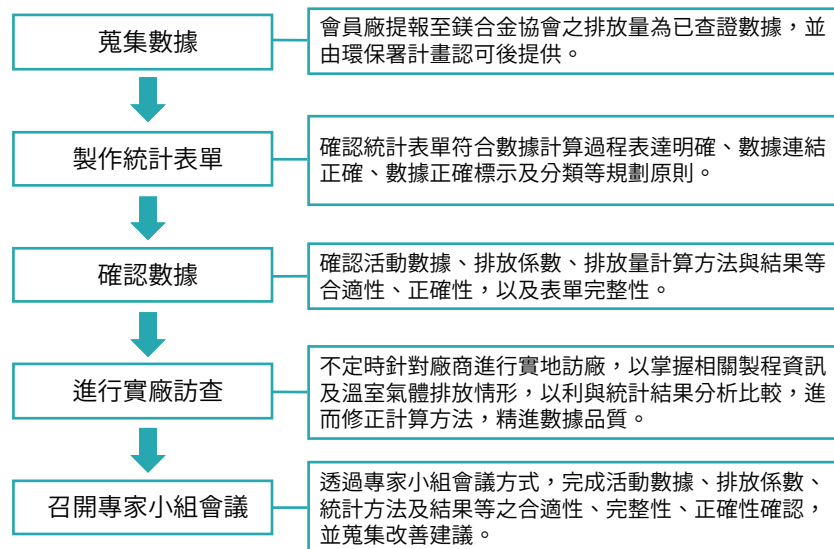 蒐集數據
會員廠提報至鎂合金協會之排放量為已查證數據，並
由環保署計畫認可後提供。
製作統計表單
確認統計表單符合數據計算過程表達明確、數據連結
正確、數據正確標示及分類等規劃原則。
確認數據
確認活動數據、排放係數、排放量計算方法與結果等
合適性、正確性，以及表單完整性。
進行實廠訪查
不定時針對廠商進行實地訪廠，以掌握相關製程資訊
及溫室氣體排放情形，以利與統計結果分析比較，進
而修正計算方法，精進數據品質。
召開專家小組會議
透過專家小組會議方式，完成活動數據、排放係數、
統計方法及結果等之合適性、完整性、正確性確認，
並蒐集改善建議。